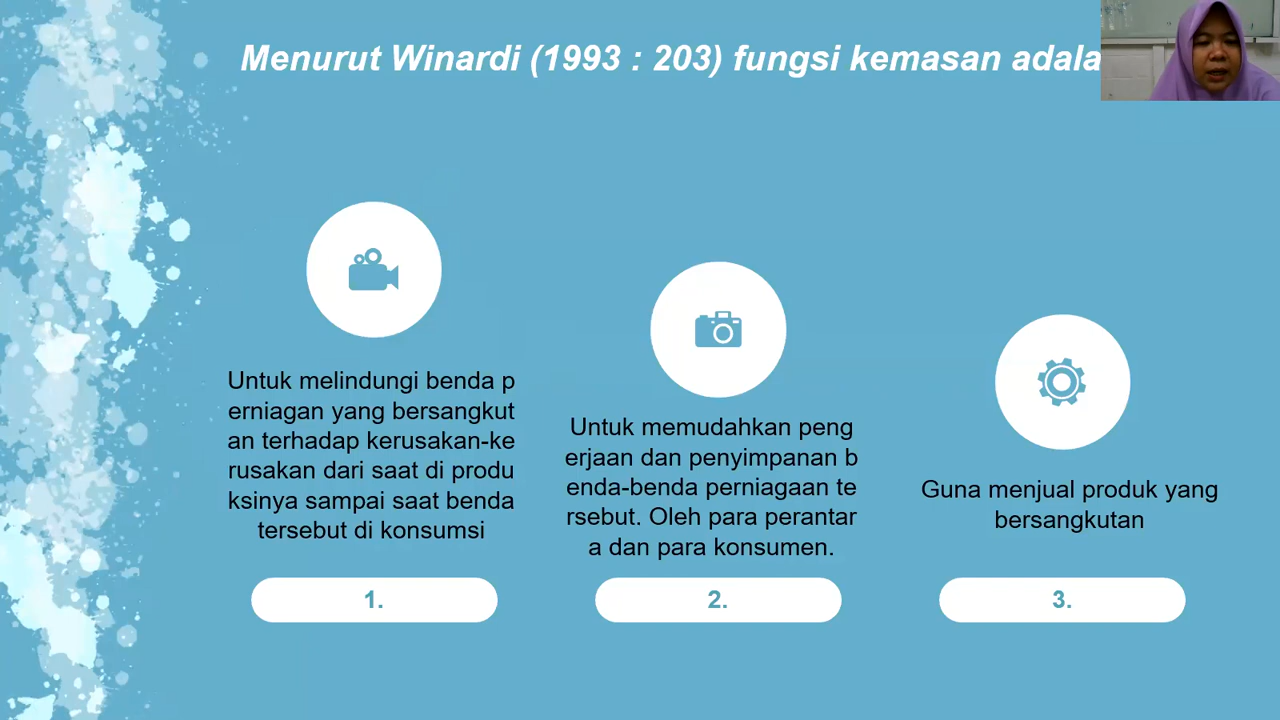 Menurut Winardi (1993 : 203) fungsi kemasan adala
Untuk melindungi benda p
erniagan yang bersangkut
an terhadap kerusakan-ke
rusakan dari saat di produ
ksinya sampai saat benda
tersebut di konsumsi
1.
Untuk memudahkan peng
erjaan dan penyimpanan b
enda-benda perniagaan te
rsebut. Oleh para perantar
a dan para konsumen.
2.
Guna menjual produk yang
bersangkutan
3.